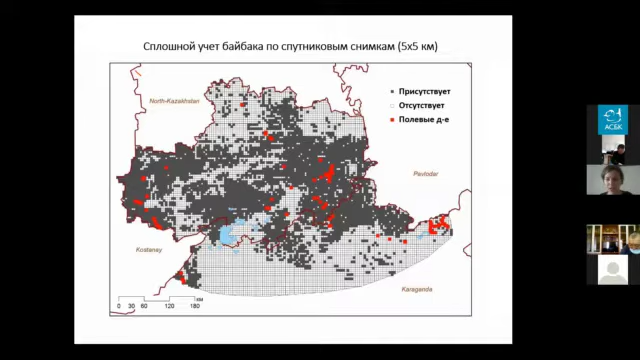 Сплошной учет байбака по спутниковым снимкам (5x5 км)
North-Kazakhstan
Присутствует
Отсутствует
Полевые д-е
Pavlodar
Kostanay
Karaganda
КМ
0 30 60 120 180
АСБК